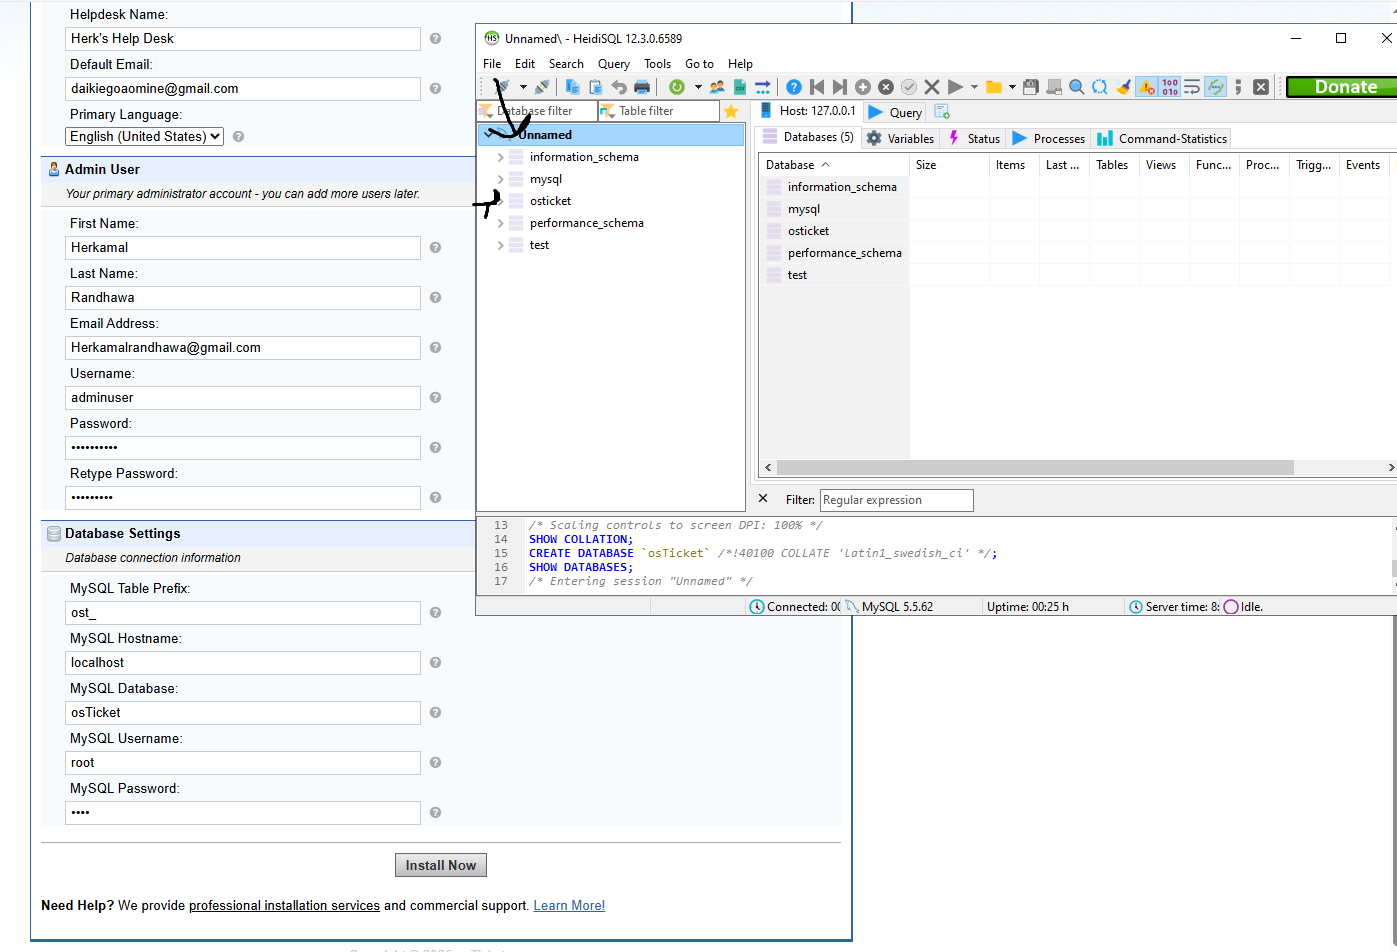 Helpdesk Name:
Herk's Help Desk
Default Email:
daikiegoaomine@gmail.com
Primary Language:
English (United States)
Admin User
Your primary administrator account - you can add more users later.
First Name:
Herkamal
Last Name:
Randhawa
Email Address:
Herkamalrandhawa@gmail.com
Username:
adminuser
Password:
••••••••••
Retype Password:
•••••••••
Database Settings
Database connection information
MySQL Table Prefix:
ost_
MySQL Hostname:
localhost
MySQL Database:
osTicket
MySQL Username:
root
MySQL Password:
••••
Install Now
Need Help? We provide professional installation services and commercial support. Learn More!
Unnamed\ - HeidiSQL 12.3.0.6589
File Edit Search Query Tools Go to Help
Donate
Database filter Table filter
Host: 127.0.0.1 Query
Unnamed
information_schema
mysql
osticket
performance_schema
test
Databases (5) Variables Status Processes Command-Statistics
Database Size Items Last ... Tables Views Func... Proc... Trigg... Events
information_schema
mysql
osticket
performance_schema
test
Filter: Regular expression
13 /* Scaling controls to screen DPI: 100% */
14 SHOW COLLATION;
15 CREATE DATABASE `osTicket` /*!40100 COLLATE 'latin1_swedish_ci' */;
16 SHOW DATABASES;
17 /* Entering session "Unnamed" */
Connected: 00 MySQL 5.5.62 Uptime: 00:25 h Server time: 8: Idle.